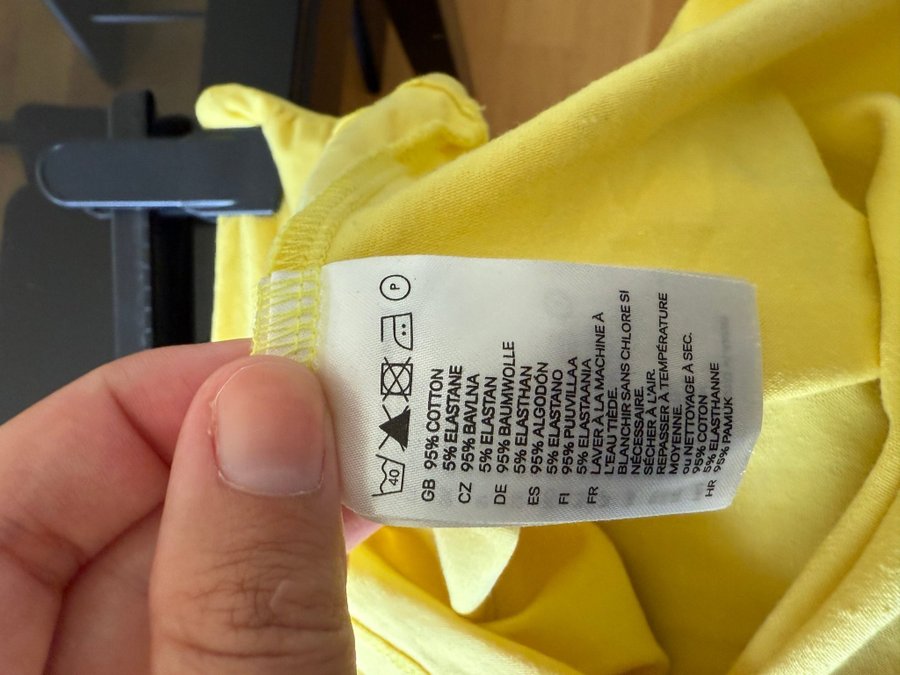 40 P
GB 95% COTTON
5% ELASTANE
CZ 95% BAVLNA
5% ELASTAN
DE 95% BAUMWOLLE
5% ELASTHAN
ES 95% ALGODÓN
5% ELASTANO
FI 95% PUUVILLAA
5% ELASTAANIA
FR LAVER À LA MACHINE À
L'EAU TIÈDE.
BLANCHIR SANS CHLORE SI
NÉCESSAIRE.
SÉCHER À L'AIR.
REPASSER À TEMPÉRATURE
MOYENNE.
ou NETTOYAGE À SEC.
95% COTON
5% ELASTHANNE
HR 95% PAMUK